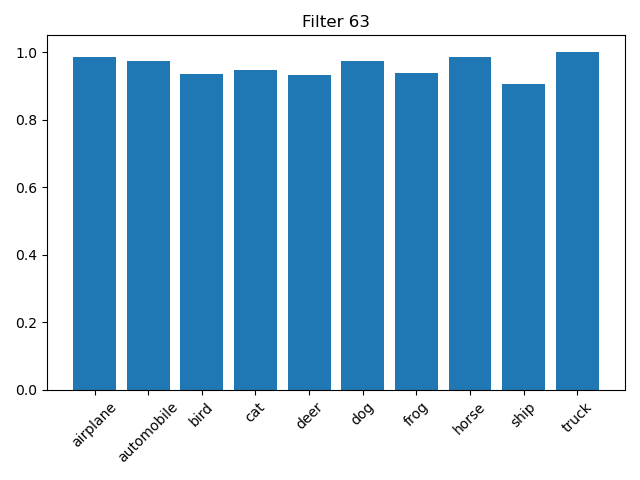 Filter 63
1.0
0.8
0.6
0.4
0.2
0.0
airplane
automobile
bird
cat
deer
dog
frog
horse
ship
truck